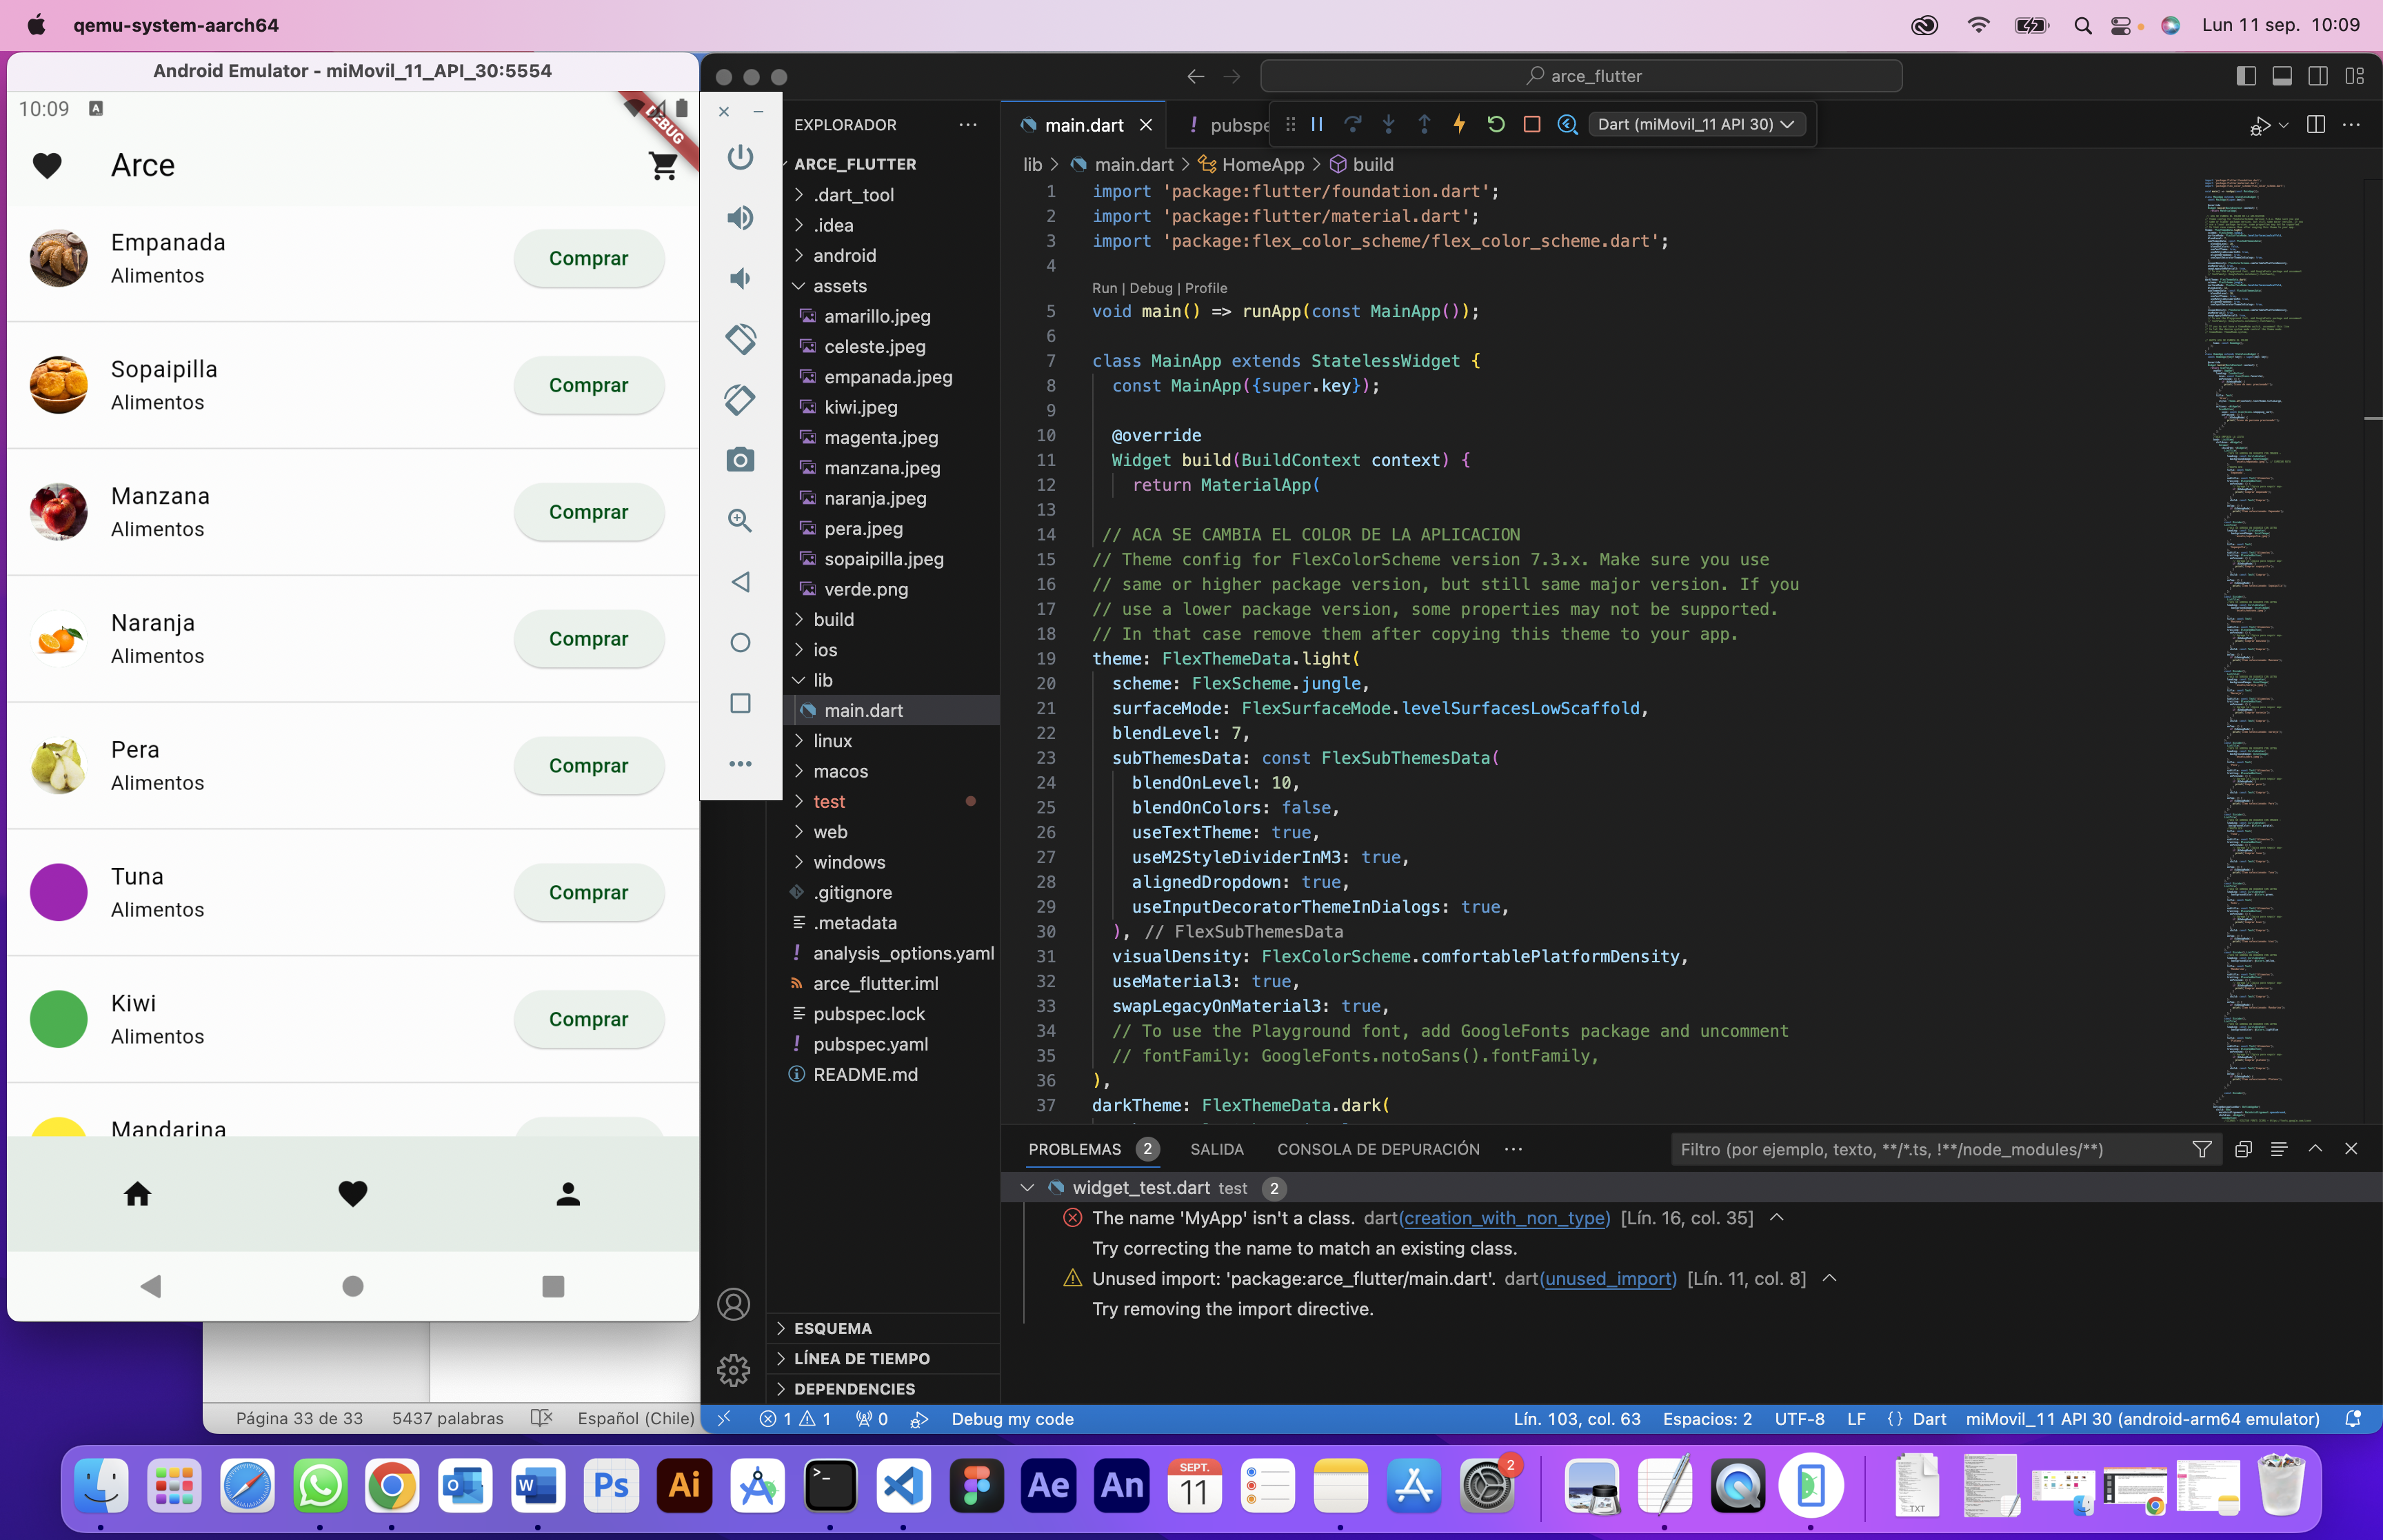 qemu-system-aarch64
Lun 11 sep. 10:09
Android Emulator - miMovil_11_API_30:5554
10:09
DEBUG
Arce
Empanada
Alimentos
Comprar
Sopaipilla
Alimentos
Comprar
Manzana
Alimentos
Comprar
Naranja
Alimentos
Comprar
Pera
Alimentos
Comprar
Tuna
Alimentos
Comprar
Kiwi
Alimentos
Comprar
Mandarina
Página 33 de 33
5437 palabras
Español (Chile)
arce_flutter
EXPLORADOR
ARCE_FLUTTER
.dart_tool
.idea
android
assets
amarillo.jpeg
celeste.jpeg
empanada.jpeg
kiwi.jpeg
magenta.jpeg
manzana.jpeg
naranja.jpeg
pera.jpeg
sopaipilla.jpeg
verde.png
build
ios
lib
main.dart
linux
macos
test
web
windows
.gitignore
.metadata
! analysis_options.yaml
arce_flutter.iml
pubspec.lock
! pubspec.yaml
README.md
ESQUEMA
LÍNEA DE TIEMPO
DEPENDENCIES
main.dart
! pubspe
Dart (miMovil_11 API 30)
lib > main.dart > HomeApp > build
1 import 'package:flutter/foundation.dart';
2 import 'package:flutter/material.dart';
3 import 'package:flex_color_scheme/flex_color_scheme.dart';
4
Run | Debug | Profile
5 void main() => runApp(const MainApp());
6
7 class MainApp extends StatelessWidget {
8 const MainApp({super.key});
9
10 @override
11 Widget build(BuildContext context) {
12 return MaterialApp(
13
14 // ACA SE CAMBIA EL COLOR DE LA APLICACION
15 // Theme config for FlexColorScheme version 7.3.x. Make sure you use
16 // same or higher package version, but still same major version. If you
17 // use a lower package version, some properties may not be supported.
18 // In that case remove them after copying this theme to your app.
19 theme: FlexThemeData.light(
20 scheme: FlexScheme.jungle,
21 surfaceMode: FlexSurfaceMode.levelSurfacesLowScaffold,
22 blendLevel: 7,
23 subThemesData: const FlexSubThemesData(
24 blendOnLevel: 10,
25 blendOnColors: false,
26 useTextTheme: true,
27 useM2StyleDividerInM3: true,
28 alignedDropdown: true,
29 useInputDecoratorThemeInDialogs: true,
30 ), // FlexSubThemesData
31 visualDensity: FlexColorScheme.comfortablePlatformDensity,
32 useMaterial3: true,
33 swapLegacyOnMaterial3: true,
34 // To use the Playground font, add GoogleFonts package and uncomment
35 // fontFamily: GoogleFonts.notoSans().fontFamily,
36 ),
37 darkTheme: FlexThemeData.dark(
PROBLEMAS 2
SALIDA
CONSOLA DE DEPURACIÓN
Filtro (por ejemplo, texto, **/*.ts, !**/node_modules/**)
widget_test.dart test 2
The name 'MyApp' isn't a class. dart(creation_with_non_type) [Lín. 16, col. 35]
Try correcting the name to match an existing class.
Unused import: 'package:arce_flutter/main.dart'. dart(unused_import) [Lín. 11, col. 8]
Try removing the import directive.
1 1
0
Debug my code
Lín. 103, col. 63
Espacios: 2
UTF-8
LF
{ } Dart
miMovil_11 API 30 (android-arm64 emulator)
W
Ps
Ai
>_
Ae
An
SEPT.
11
2
TXT